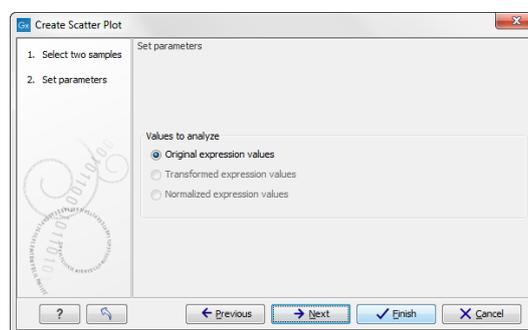 Gx Create Scatter Plot
1. Select two samples
2. Set parameters
Set parameters
Values to analyze
Original expression values
Transformed expression values
Normalized expression values
? Previous Next Finish Cancel